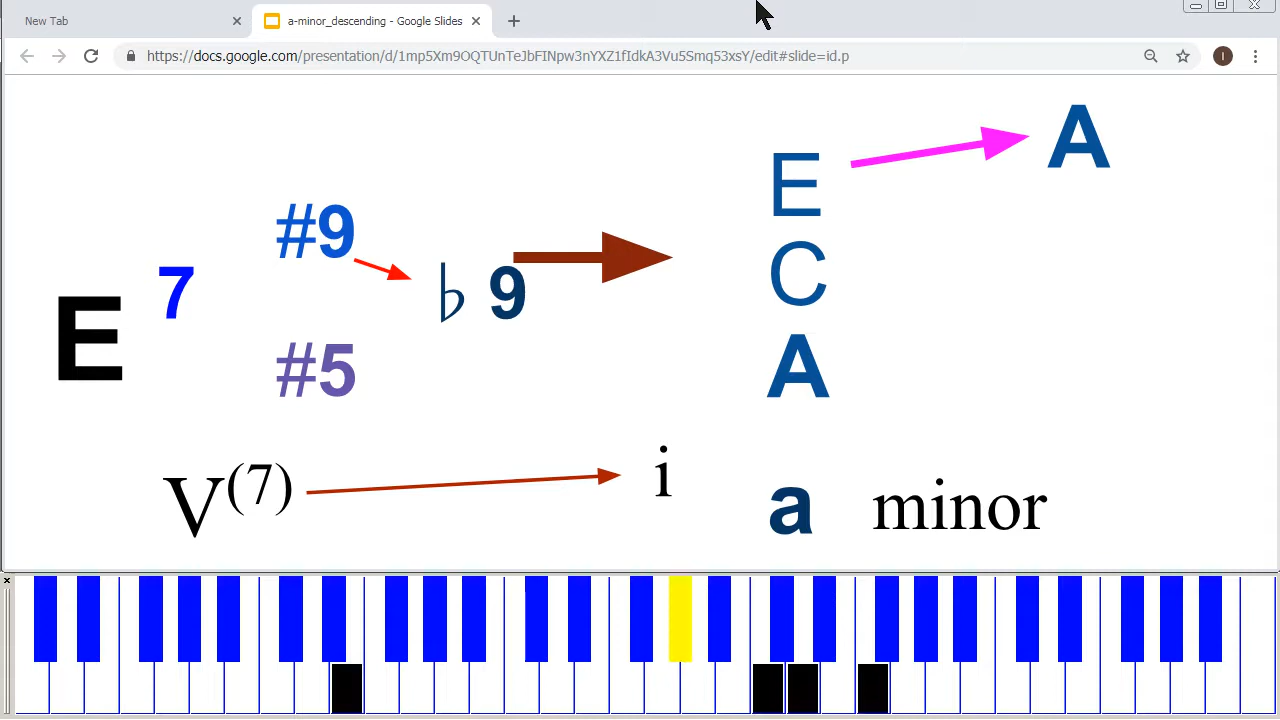 New Tab
a-minor_descending - Google Slides
https://docs.google.com/presentation/d/1mp5Xm9OQTUnTeJbFINpw3nYXZ1fIdkA3Vu5Smq53xsY/edit#slide=id.p
I
E 7 #9 ♭ 9
#5
E A
C
A
V(7) i
a minor